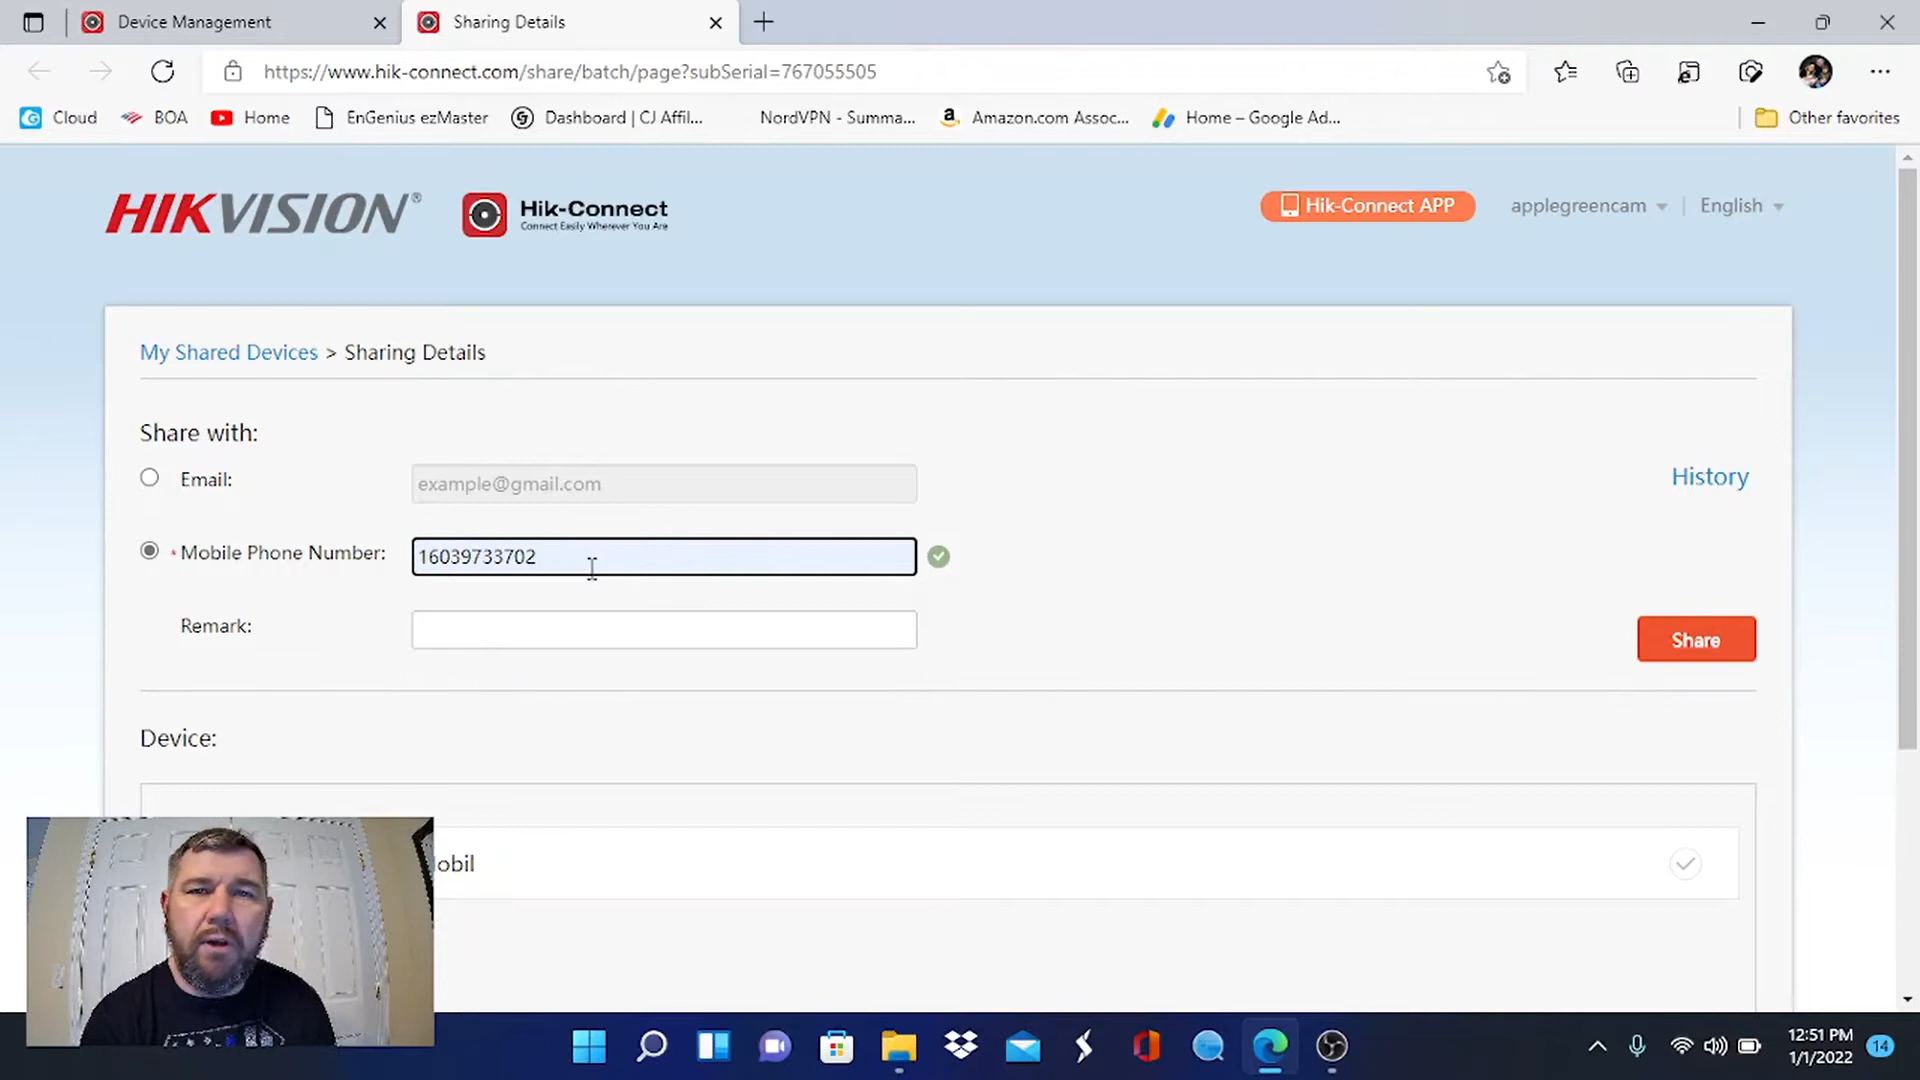 Device Management
Sharing Details
https://www.hik-connect.com/share/batch/page?subSerial=767055505
Cloud
BOA
Home
EnGenius ezMaster
Dashboard | CJ Affil...
NordVPN - Summa...
Amazon.com Assoc...
Home – Google Ad...
Other favorites
HIKVISION®
Hik-Connect
Connect Easily Wherever You Are
Hik-Connect APP
applegreencam
English
My Shared Devices > Sharing Details
Share with:
Email:
example@gmail.com
History
* Mobile Phone Number:
16039733702
Remark:
Share
Device:
obil
12:51 PM
1/1/2022
14